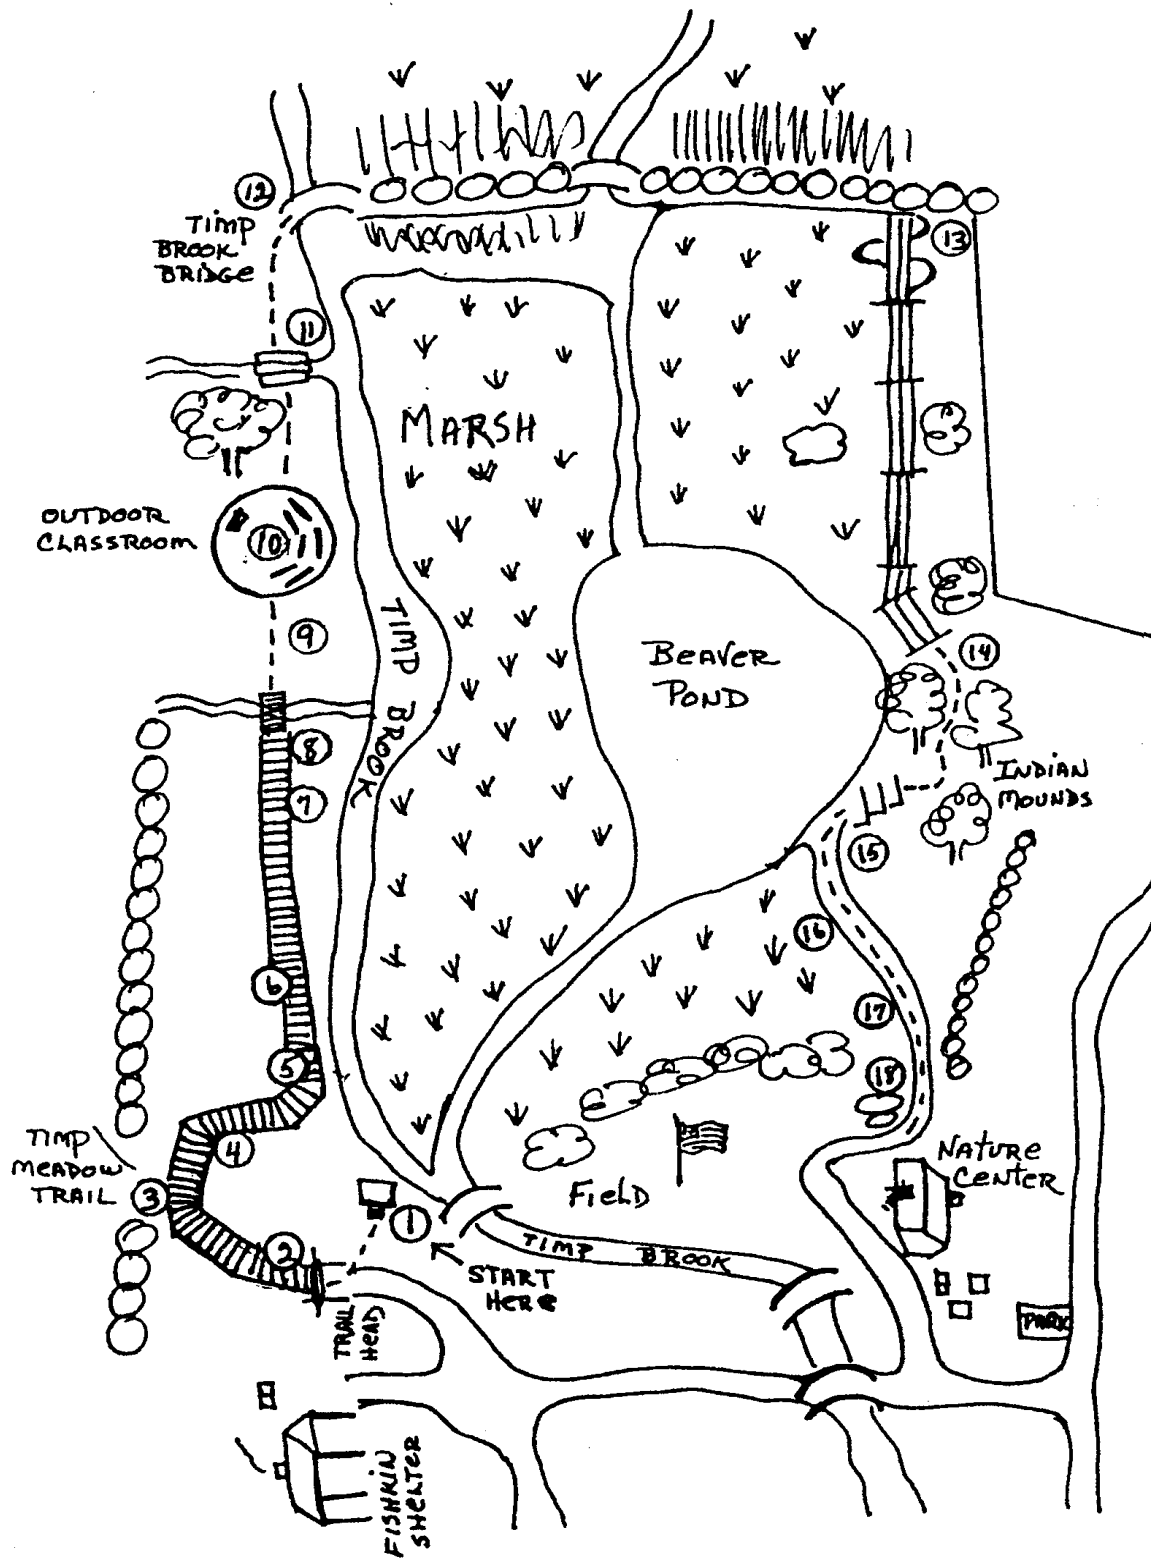 12
TIMP
BROOK
BRIDGE
13
11
MARSH
OUTDOOR
CLASSROOM
10
9
TIMP BROOK
BEAVER
POND
14
8
7
INDIAN
MOUNDS
15
16
6
17
5
18
4
TIMP
MEADOW
TRAIL
3
NATURE
CENTER
FIELD
1
2
TIMP BROOK
START
HERE
TRAIL
HEAD
PARK
FISHKIN
SHELTER